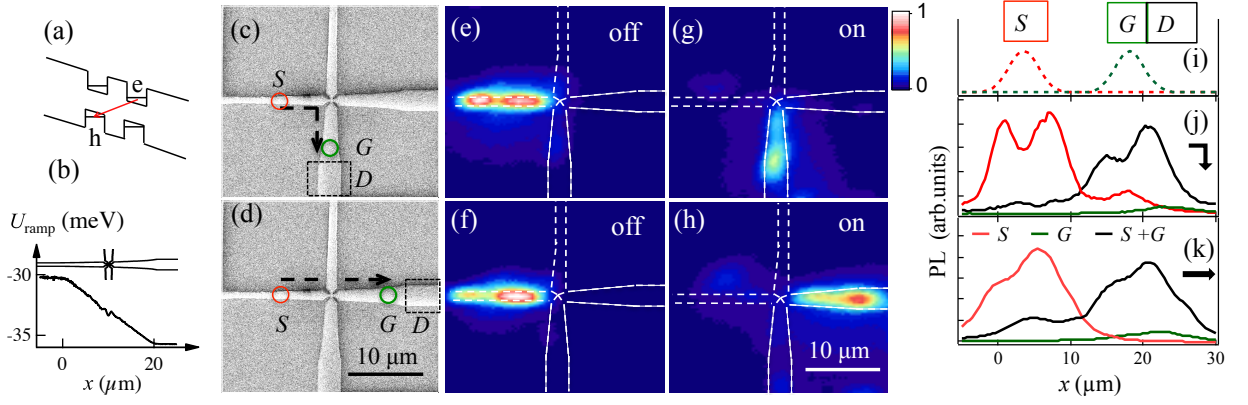 (a)
e
h
(b)
U_ramp (meV)
-30
-35
0 20
x (µm)
(c)
S
G
D
(d)
S G D
10 µm
(e) off
(f) off
(g) on
1
0
(h) on
10 µm
S G D
(i)
(j)
S G S+G
(k)
PL (arb.units)
0 10 20 30
x (µm)